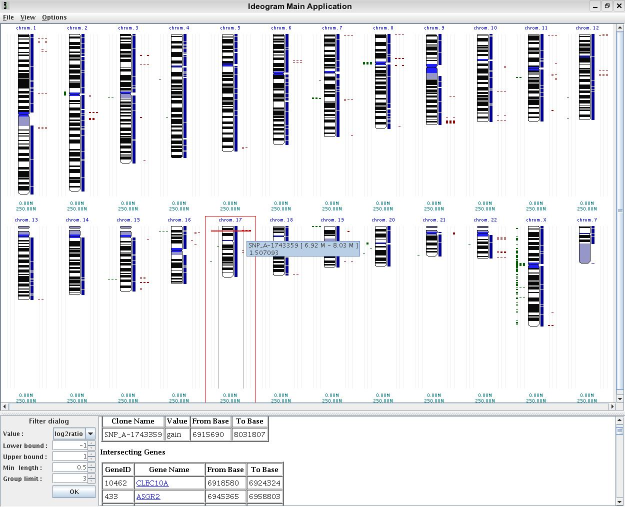 Ideogram Main Application
File View Options
chrom. 1 chrom. 2 chrom. 3 chrom. 4 chrom. 5 chrom. 6 chrom. 7 chrom. 8 chrom. 9 chrom. 10 chrom. 11 chrom. 12
0.00M 0.00M 0.00M 0.00M 0.00M 0.00M 0.00M 0.00M 0.00M 0.00M 0.00M 0.00M
250.00M 250.00M 250.00M 250.00M 250.00M 250.00M 250.00M 250.00M 250.00M 250.00M 250.00M 250.00M
chrom. 13 chrom. 14 chrom. 15 chrom. 16 chrom. 17 chrom. 18 chrom. 19 chrom. 20 chrom. 21 chrom. 22 chrom. X chrom. Y
SNP_A-1743359 [ 6.92 M - 8.03 M ]
1.507003
0.00M 0.00M 0.00M 0.00M 0.00M 0.00M 0.00M 0.00M 0.00M 0.00M 0.00M 0.00M
250.00M 250.00M 250.00M 250.00M 250.00M 250.00M 250.00M 250.00M 250.00M 250.00M 250.00M 250.00M
Filter dialog
Value : log2ratio
Lower bound : -1
Upper bound : 1
Min length : 0.5
Group limit : 3
OK
Clone Name Value From Base To Base
SNP_A-1743359 gain 6915690 8031807
Intersecting Genes
GeneID Gene Name From Base To Base
10462 CLEC10A 6918580 6924324
433 ASGR2 6945365 6958803